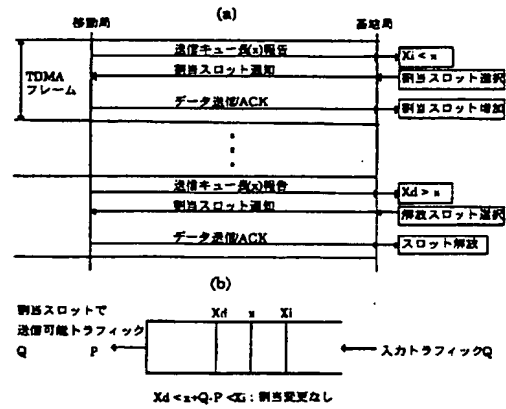 (a)
移動局
基地局
TDMA
フレーム
送信キュー長(x)報告
Xi < x
割当スロット通知
割当スロット選択
データ送信/ACK
割当スロット増加
送信キュー長(x)報告
Xd > x
割当スロット通知
解放スロット選択
データ送信/ACK
スロット解放
(b)
割当スロットで
送信可能トラフィック
Q P
Xd x Xi
入力トラフィックQ
Xd < x+Q-P < Xi : 割当変更なし